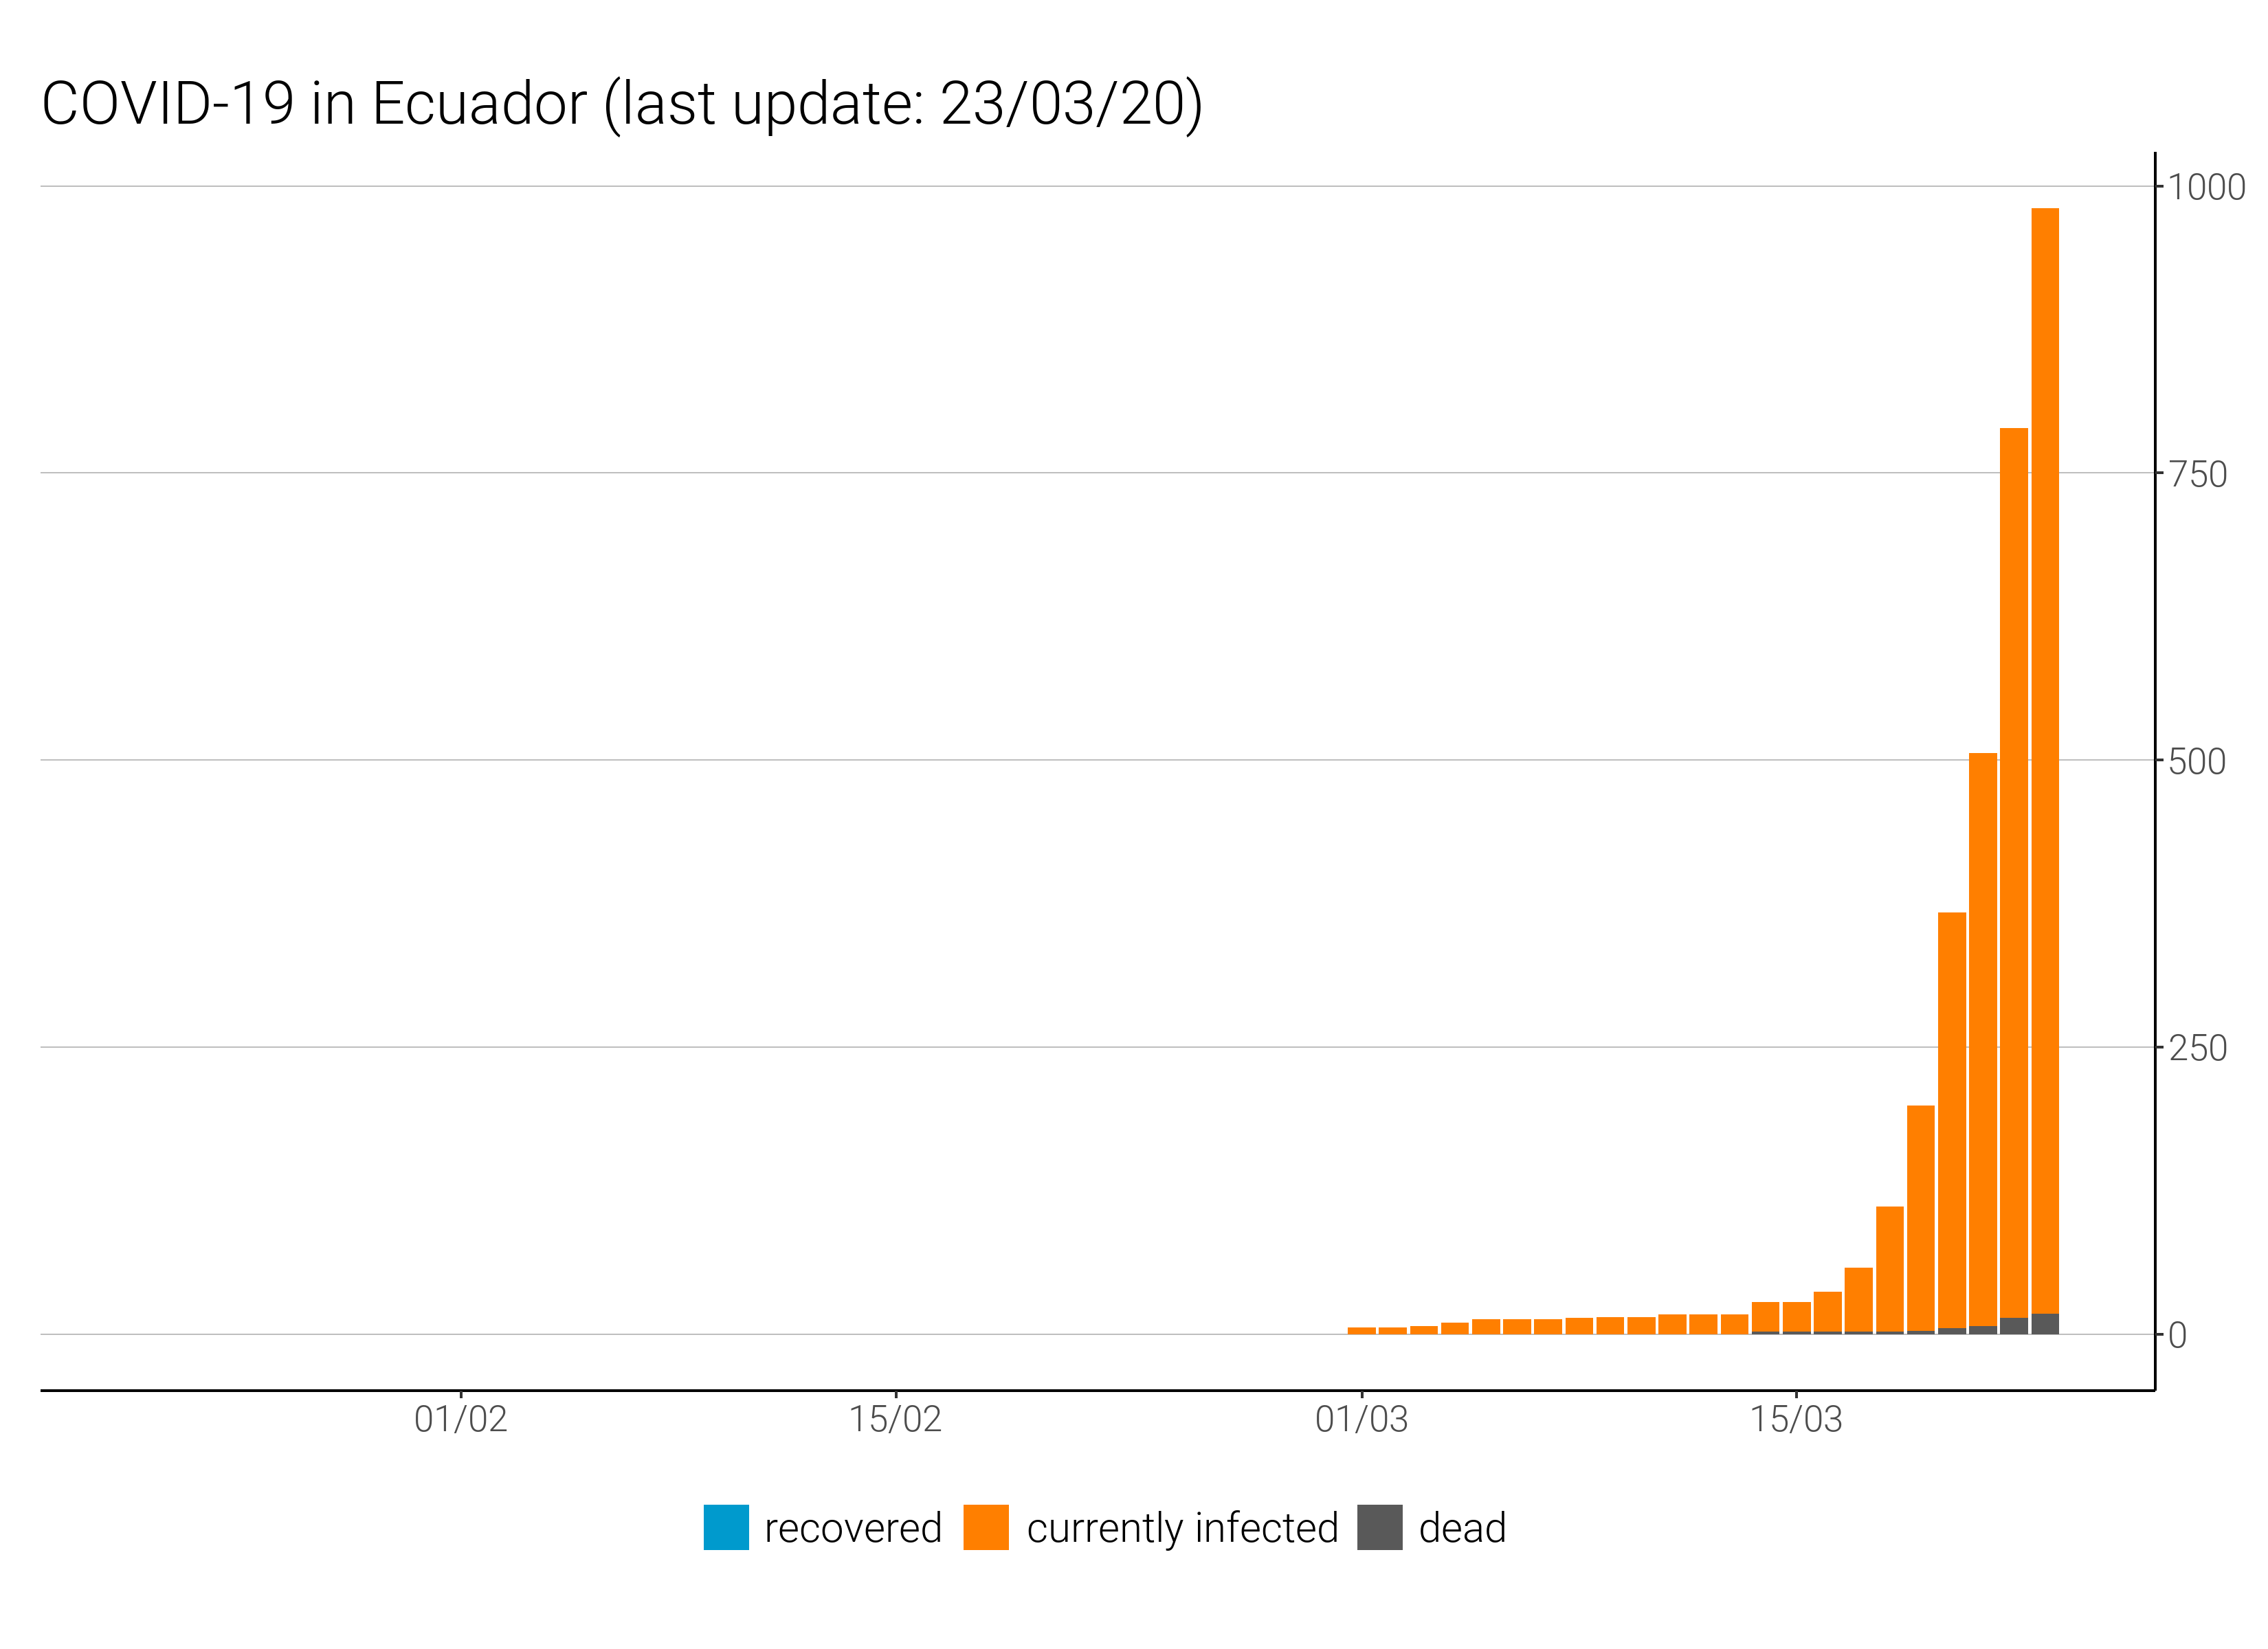 COVID-19 in Ecuador (last update: 23/03/20)
1000
750
500
250
0
01/02 15/02 01/03 15/03
recovered currently infected dead